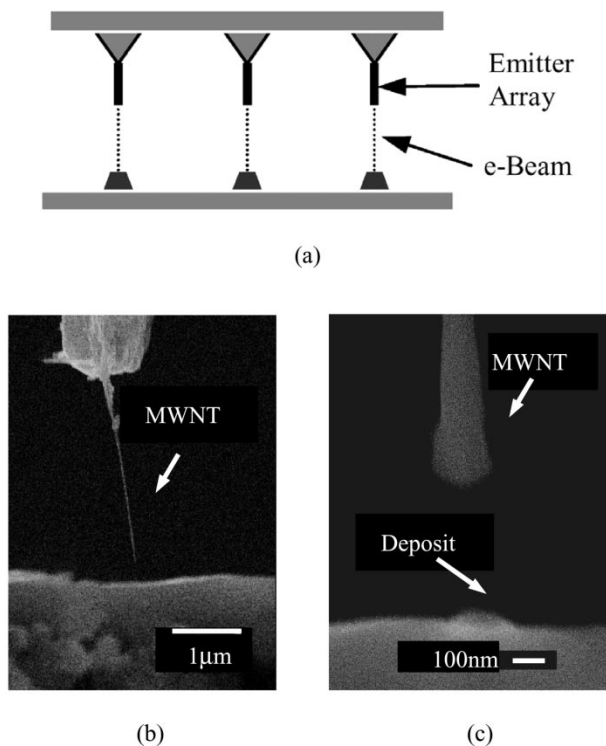 Emitter
Array
e-Beam
(a)
MWNT
1μm
MWNT
Deposit
100nm
(b)
(c)